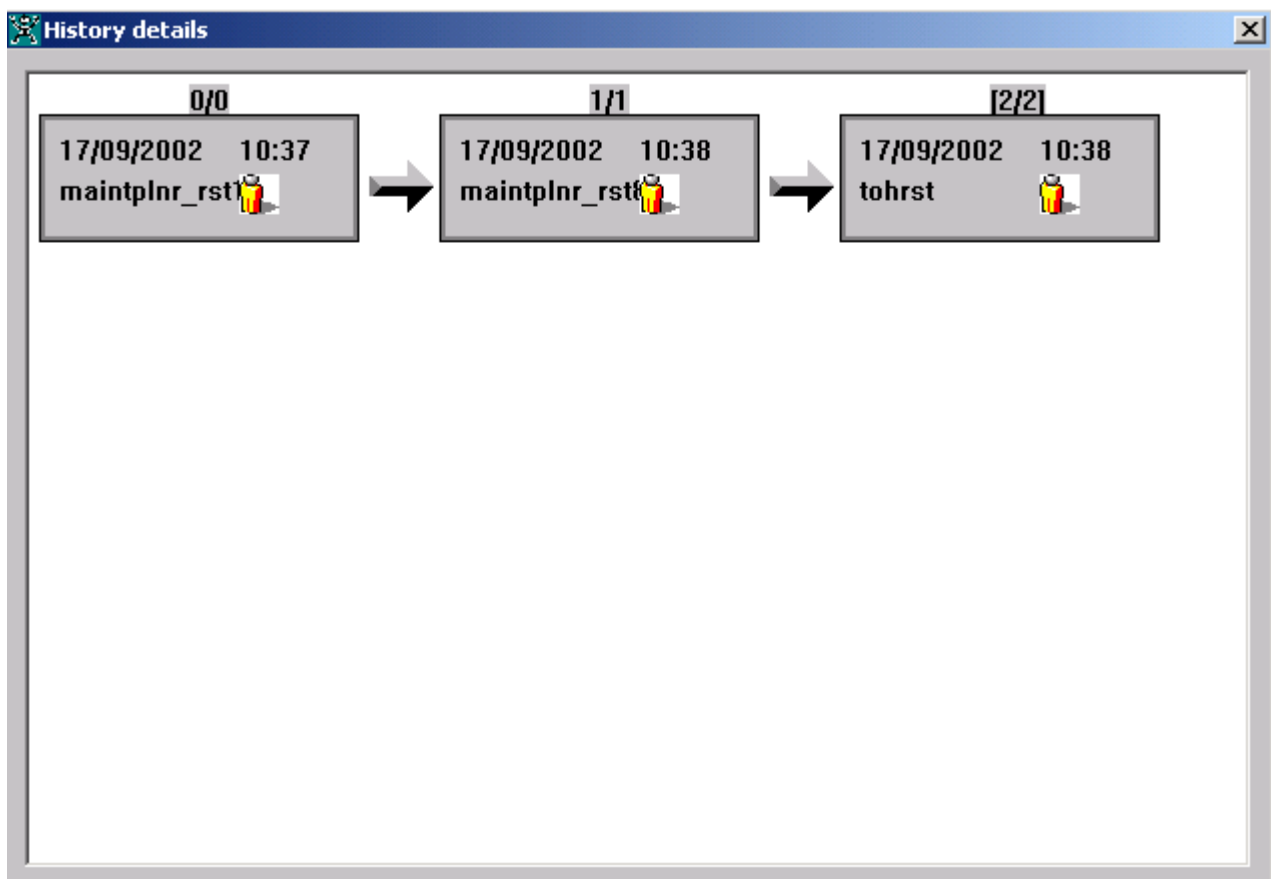 History details
0/0
17/09/2002 10:37
maintplnr_rst1
1/1
17/09/2002 10:38
maintplnr_rst
[2/2]
17/09/2002 10:38
tohrst